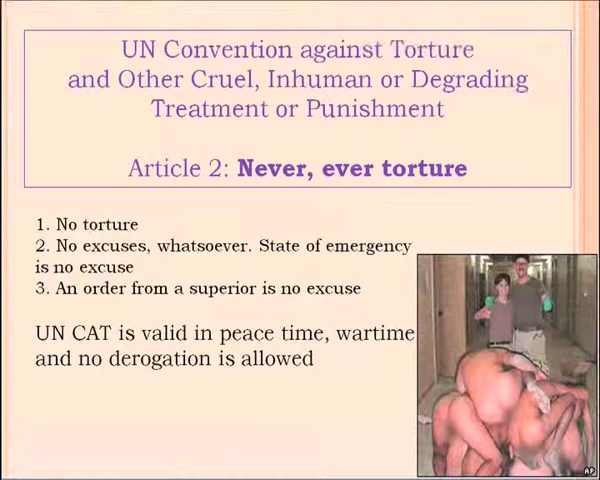 UN Convention against Torture
and Other Cruel, Inhuman or Degrading
Treatment or Punishment
Article 2: Never, ever torture
1. No torture
2. No excuses, whatsoever. State of emergency
is no excuse
3. An order from a superior is no excuse
UN CAT is valid in peace time, wartime
and no derogation is allowed
AP